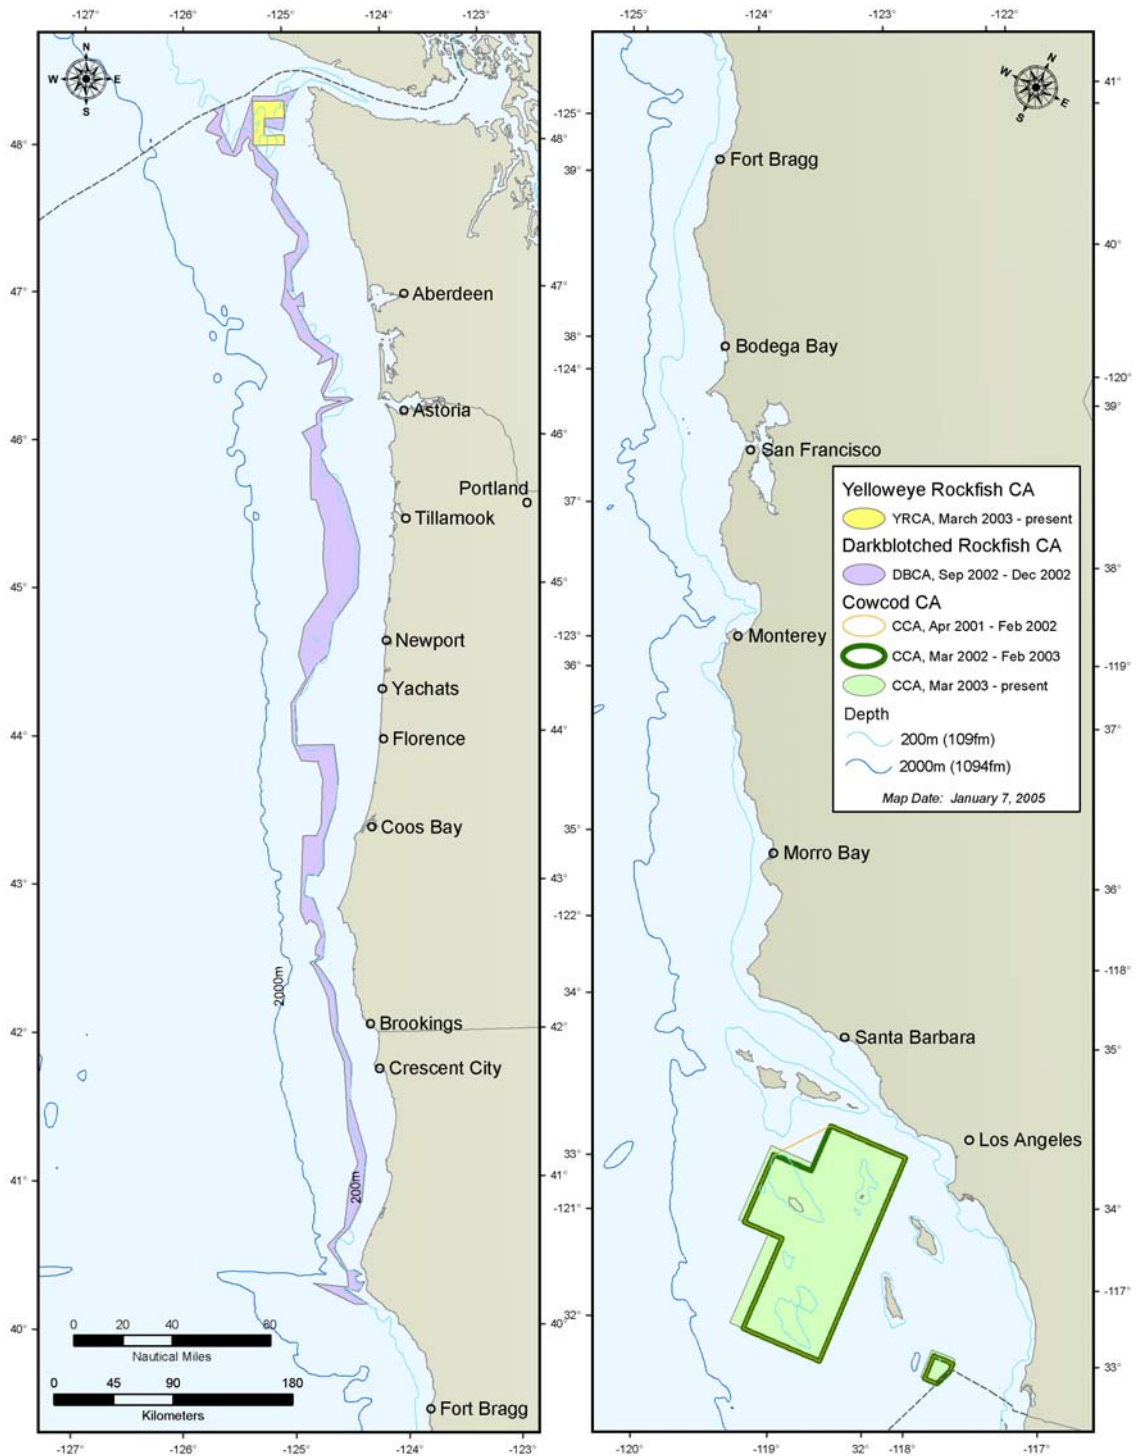 -127° -126° -125° -124° -123°
N
W E
S
48°
47°
46°
45°
44°
43°
42°
41°
40°
48°
47°
46°
45°
44°
43°
42°
41°
40°
Aberdeen
Astoria
Portland
Tillamook
Newport
Yachats
Florence
Coos Bay
2000m
Brookings
Crescent City
200m
0 20 40 80
Nautical Miles
0 45 90 180
Kilometers
Fort Bragg
-127° -126° -125° -124° -123°
-125° -124° -123° -122°
N
W E
S
-125°
39°
38°
-124°
37°
-123°
36°
35°
-122°
34°
33°
-121°
32°
41°
40°
-120°
39°
38°
-119°
37°
36°
-118°
35°
34°
-117°
33°
Fort Bragg
Bodega Bay
San Francisco
Yelloweye Rockfish CA
YRCA, March 2003 - present
Darkblotched Rockfish CA
DBCA, Sep 2002 - Dec 2002
Cowcod CA
CCA, Apr 2001 - Feb 2002
CCA, Mar 2002 - Feb 2003
CCA, Mar 2003 - present
Depth
200m (109fm)
2000m (1094fm)
Map Date: January 7, 2005
Monterey
Morro Bay
Santa Barbara
Los Angeles
-120° -119° 32° -118° -117°